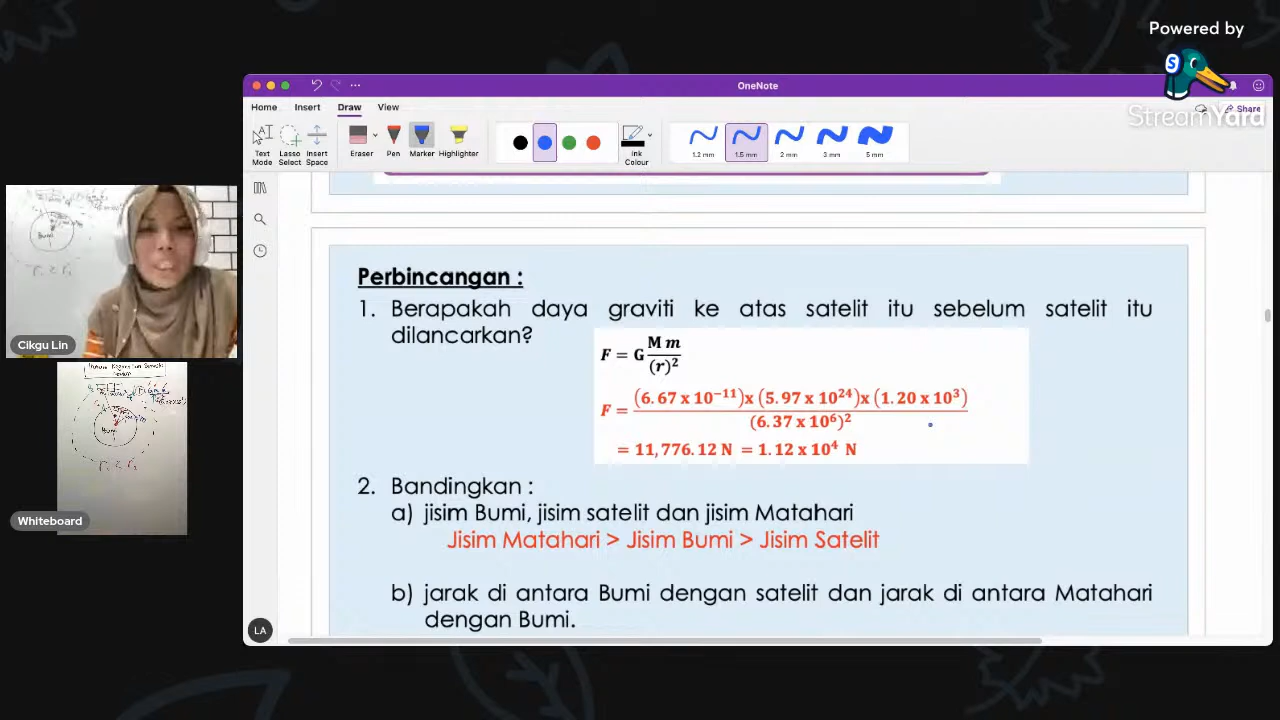 Powered by
StreamYard
OneNote
Share
Home Insert Draw View
Text Mode
Lasso Select
Insert Space
Eraser
Pen
Marker
Highlighter
Ink Colour
1.2 mm
1.5 mm
2 mm
3 mm
5 mm
Perbincangan :
1. Berapakah daya graviti ke atas satelit itu sebelum satelit itu
dilancarkan?
F = G M m / (r)²
F = (6.67 x 10⁻¹¹)x (5.97 x 10²⁴)x (1.20 x 10³) / (6.37 x 10⁶)²
= 11,776.12 N = 1.12 x 10⁴ N
2. Bandingkan :
a) jisim Bumi, jisim satelit dan jisim Matahari
Jisim Matahari > Jisim Bumi > Jisim Satelit
b) jarak di antara Bumi dengan satelit dan jarak di antara Matahari
dengan Bumi.
LA
Bumi
Cikgu Lin
Bumi
Whiteboard